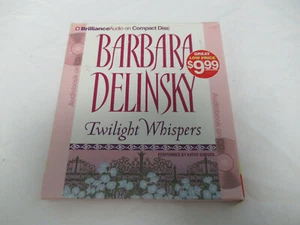 BrillianceAudio on Compact Disc
BARBARA
GREAT
LOW PRICE
$9.99
DELINSKY
Twilight Whispers